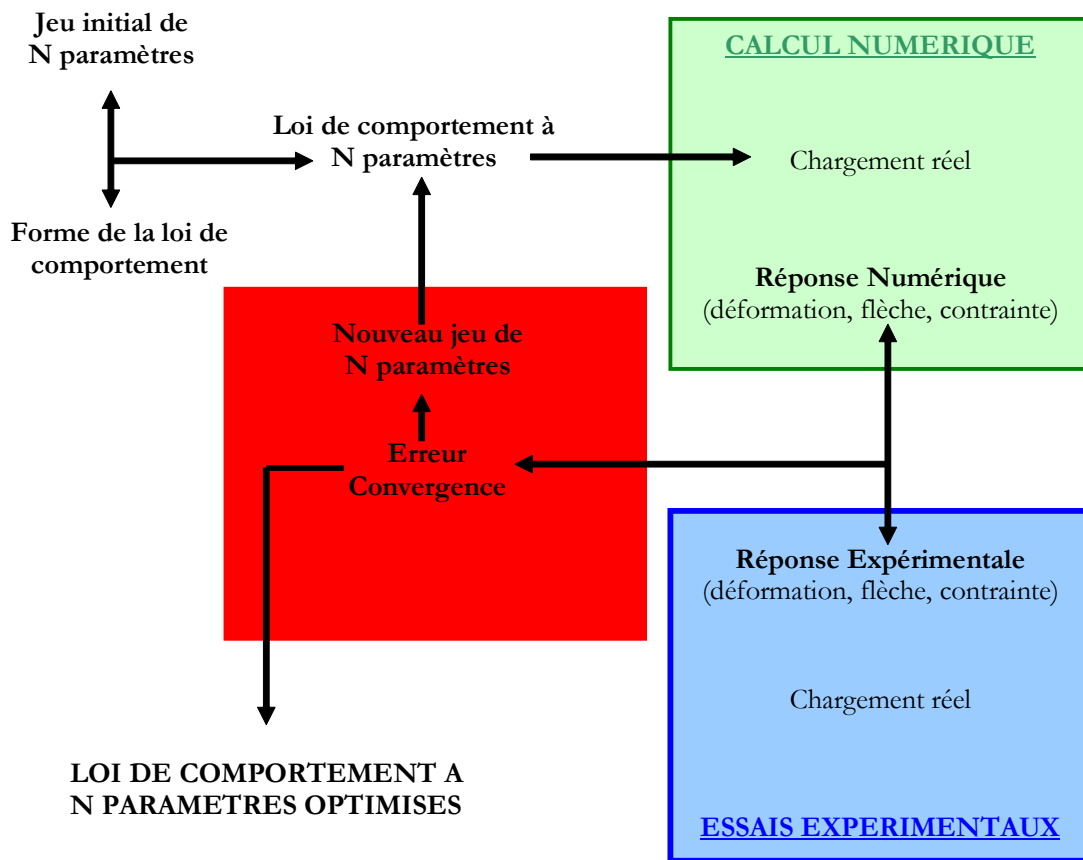 Jeu initial de
N paramètres
CALCUL NUMERIQUE
Loi de comportement à
N paramètres
Chargement réel
Forme de la loi de
comportement
Réponse Numérique
(déformation, flèche, contrainte)
Nouveau jeu de
N paramètres
Erreur
Convergence
Réponse Expérimentale
(déformation, flèche, contrainte)
Chargement réel
LOI DE COMPORTEMENT A
N PARAMETRES OPTIMISES
ESSAIS EXPERIMENTAUX